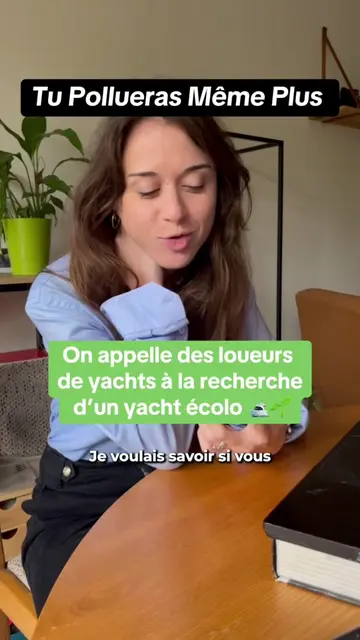 Tu Pollueras Même Plus
On appelle des loueurs
de yachts à la recherche
d'un yacht écolo 🛥️🌱
Je voulais savoir si vous